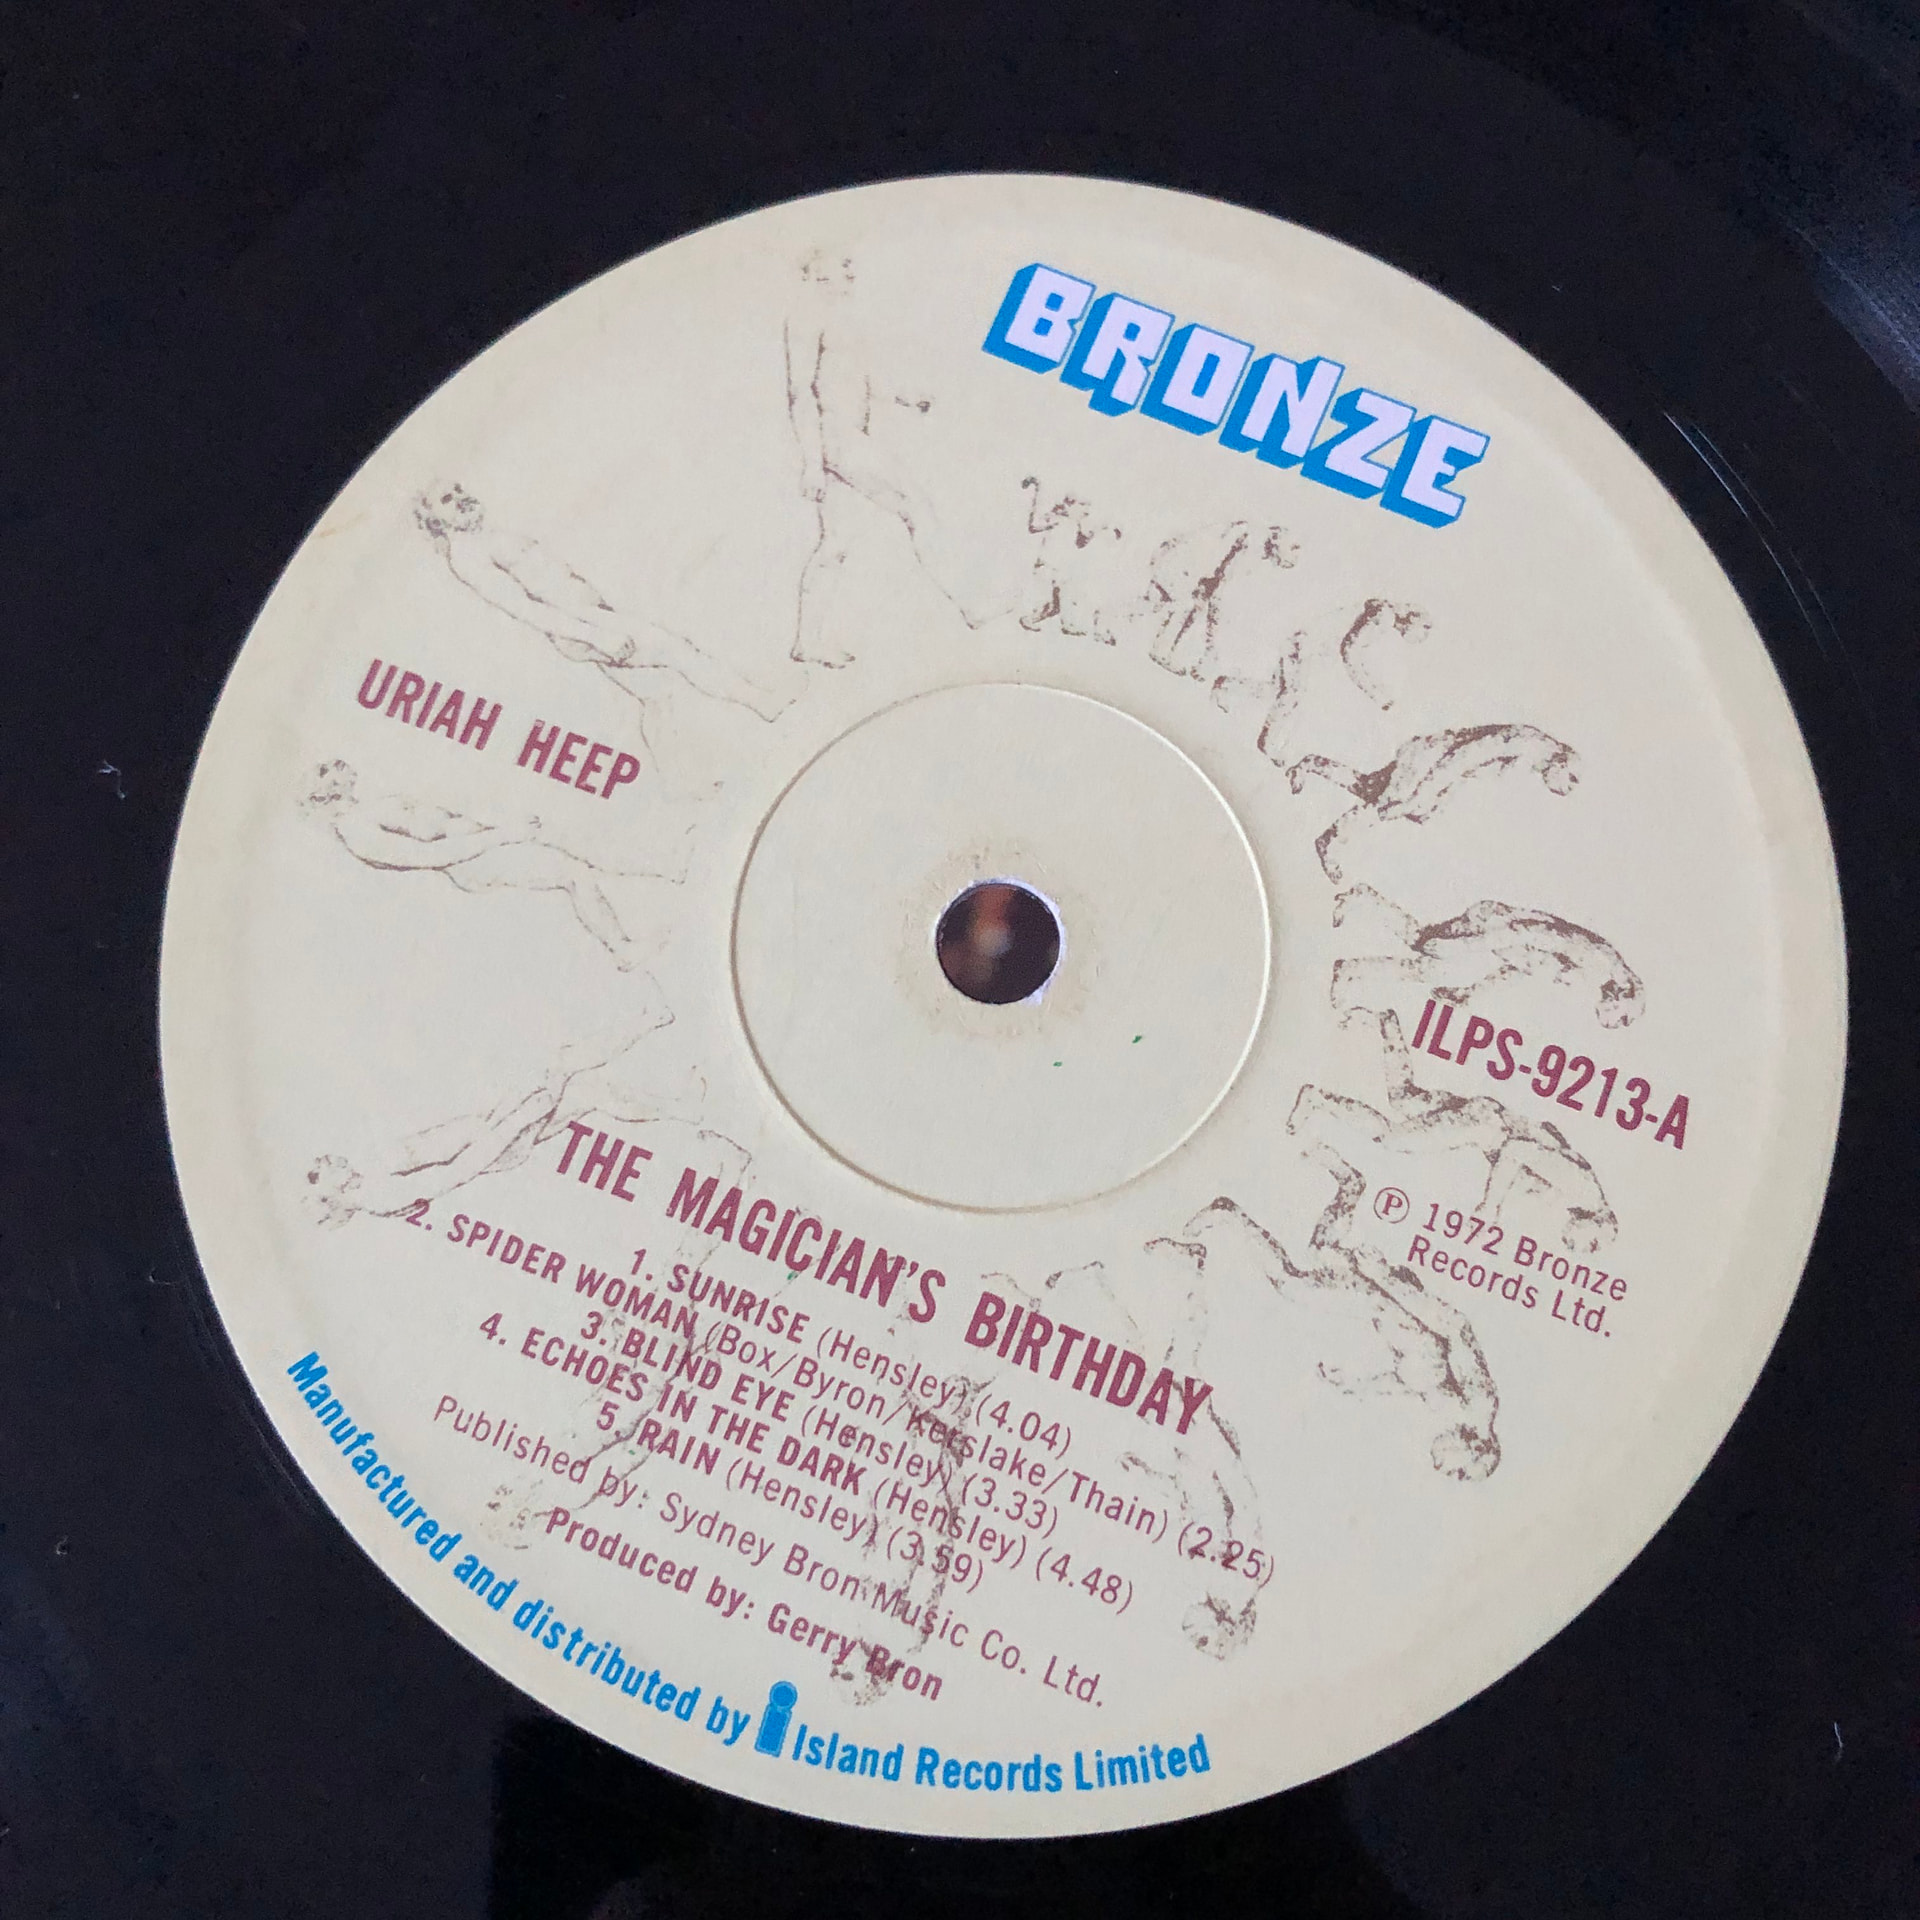 BRONZE
URIAH HEEP
ILPS-9213-A
Ⓟ 1972 Bronze
Records Ltd.
THE MAGICIAN'S BIRTHDAY
1. SUNRISE (Hensley) (4.04)
2. SPIDER WOMAN (Box/Byron/Kerslake/Thain) (2.25)
3. BLIND EYE (Hensley) (3.33)
4. ECHOES IN THE DARK (Hensley) (4.48)
5. RAIN (Hensley) (3.59)
Published by: Sydney Bron Music Co. Ltd.
Produced by: Gerry Bron
Manufactured and distributed by i Island Records Limited